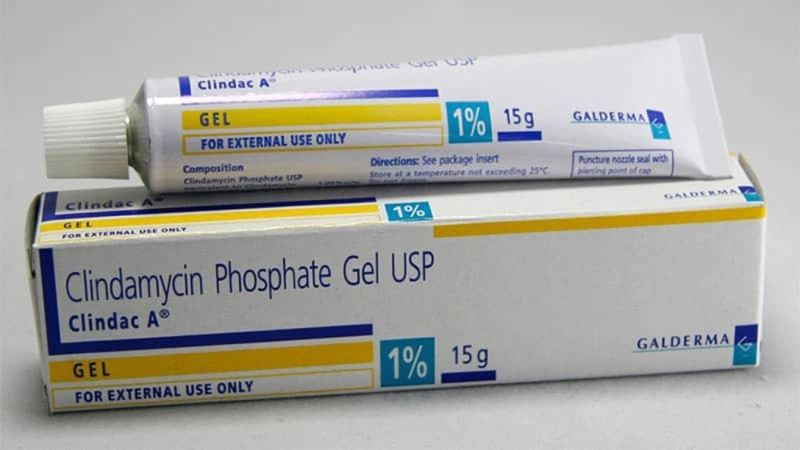 Clindamycin Phosphate Gel USP
Clindac A®
GEL
1%
15g
FOR EXTERNAL USE ONLY
GALDERMA
Composition
Clindamycin Phosphate USP
Directions: See package insert
Store at a temperature not exceeding 25°C.
Puncture nozzle seal with
piercing point of cap
Clindac A®
GEL
1%
FOR EXTERNAL USE ONLY
GALDERMA
Clindamycin Phosphate Gel USP
Clindac A®
GEL
1%
15g
FOR EXTERNAL USE ONLY
GALDERMA